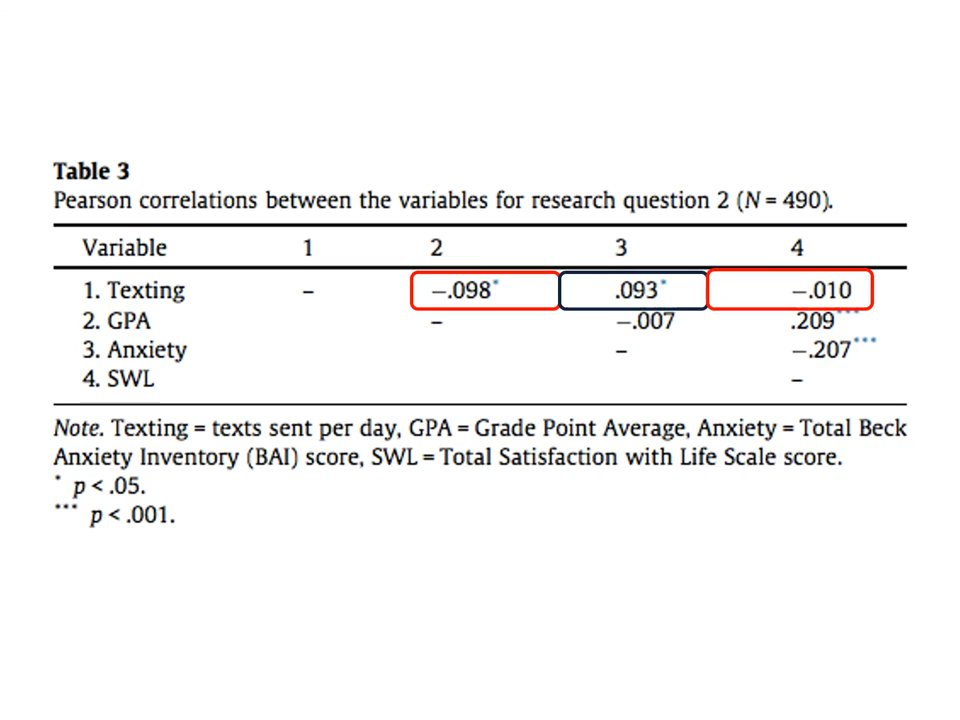 Table 3
Pearson correlations between the variables for research question 2 (N = 490).
Variable 1 2 3 4
1. Texting – −.098* .093* −.010
2. GPA – −.007 .209***
3. Anxiety – −.207***
4. SWL –
Note. Texting = texts sent per day, GPA = Grade Point Average, Anxiety = Total Beck
Anxiety Inventory (BAI) score, SWL = Total Satisfaction with Life Scale score.
* p < .05.
*** p < .001.